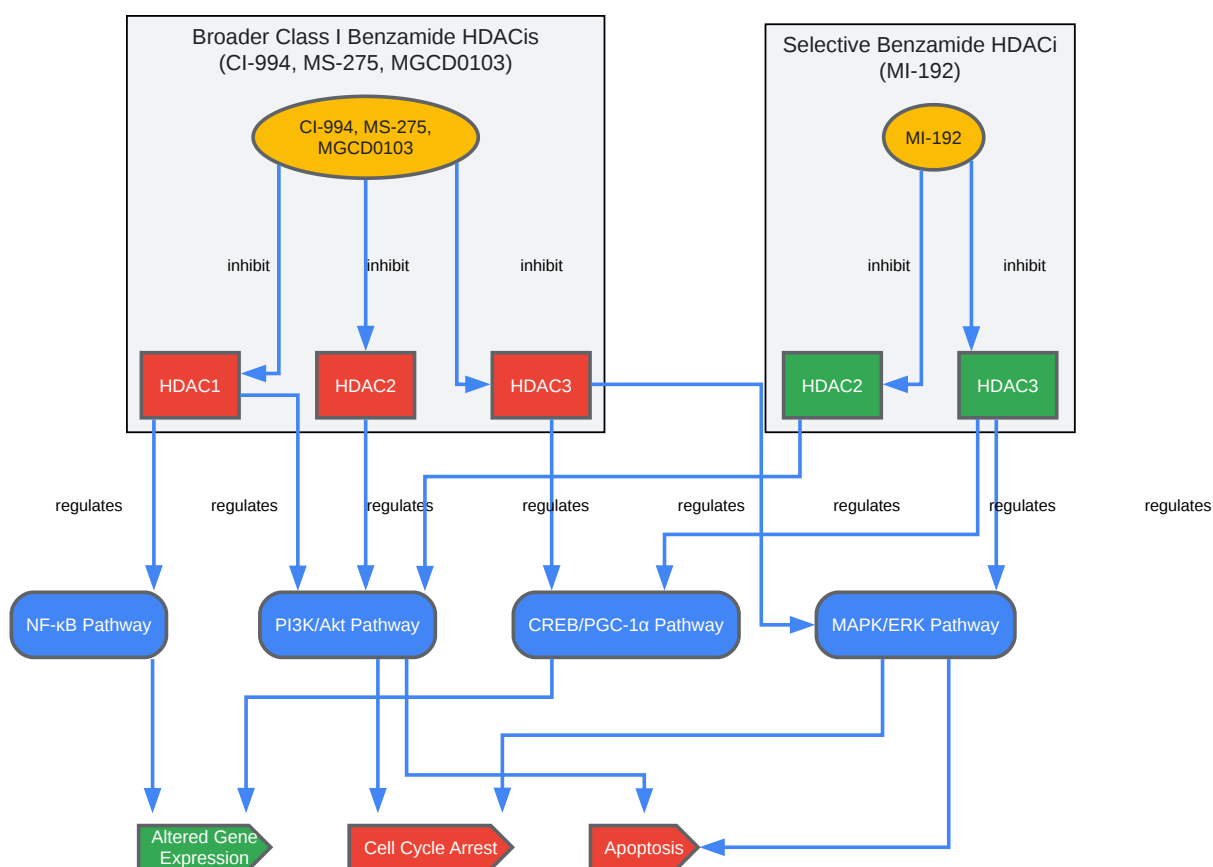 Broader Class I Benzamide HDACis
(CI-994, MS-275, MGCD0103)
Selective Benzamide HDACi
(MI-192)
CI-994, MS-275,
MGCD0103
MI-192
inhibit
inhibit
inhibit
inhibit
inhibit
HDAC1
HDAC2
HDAC3
HDAC2
HDAC3
regulates
regulates
regulates
regulates
regulates
regulates
regulates
regulates
NF-κB Pathway
PI3K/Akt Pathway
CREB/PGC-1α Pathway
MAPK/ERK Pathway
Altered Gene
Expression
Cell Cycle Arrest
Apoptosis